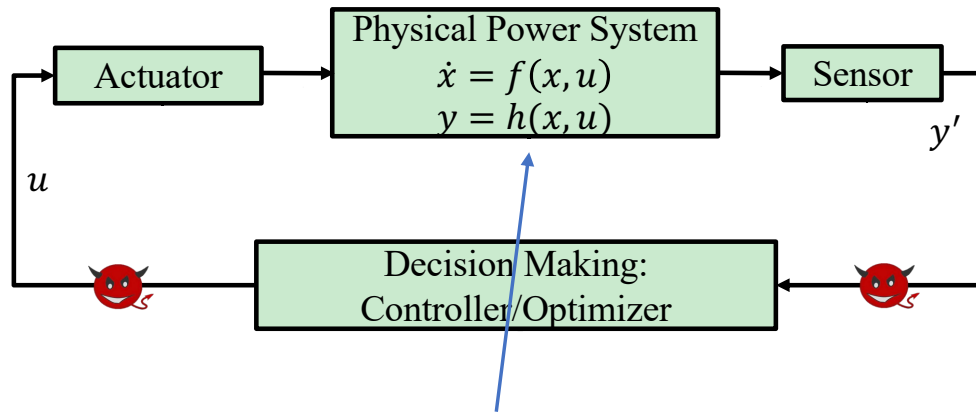 Physical Power System
Actuator
ẋ = f(x, u)
y = h(x, u)
Sensor
y′
u
Decision Making:
Controller/Optimizer